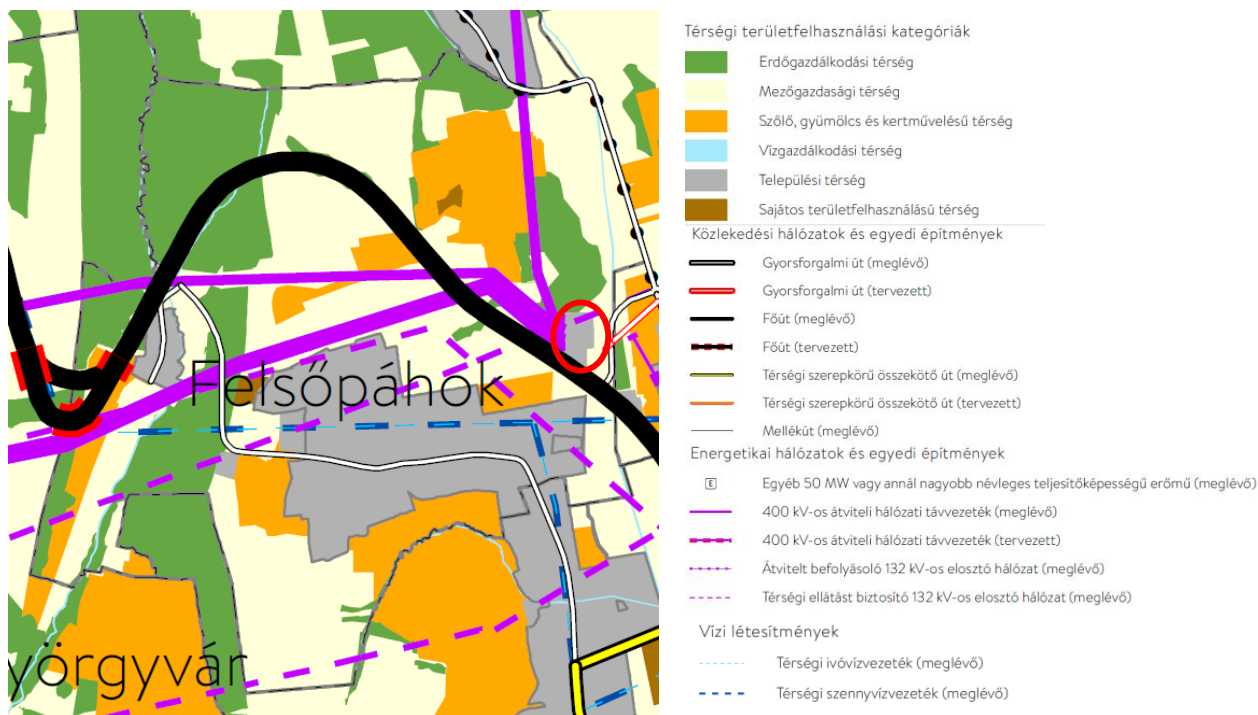 Felsőpáhok
yörgyvár
Térségi területfelhasználási kategóriák
Erdőgazdálkodási térség
Mezőgazdasági térség
Szőlő, gyümölcs és kertművelésű térség
Vízgazdálkodási térség
Települési térség
Sajátos területfelhasználású térség
Közlekedési hálózatok és egyedi építmények
Gyorsforgalmi út (meglévő)
Gyorsforgalmi út (tervezett)
Főút (meglévő)
Főút (tervezett)
Térségi szerepkörű összekötő út (meglévő)
Térségi szerepkörű összekötő út (tervezett)
Mellékút (meglévő)
Energetikai hálózatok és egyedi építmények
E Egyéb 50 MW vagy annál nagyobb névleges teljesítőképességű erőmű (meglévő)
400 kV-os átviteli hálózati távvezeték (meglévő)
400 kV-os átviteli hálózati távvezeték (tervezett)
Átvitelt befolyásoló 132 kV-os elosztó hálózat (meglévő)
Térségi ellátást biztosító 132 kV-os elosztó hálózat (meglévő)
Vízi létesítmények
Térségi ivóvízvezeték (meglévő)
Térségi szennyvízvezeték (meglévő)